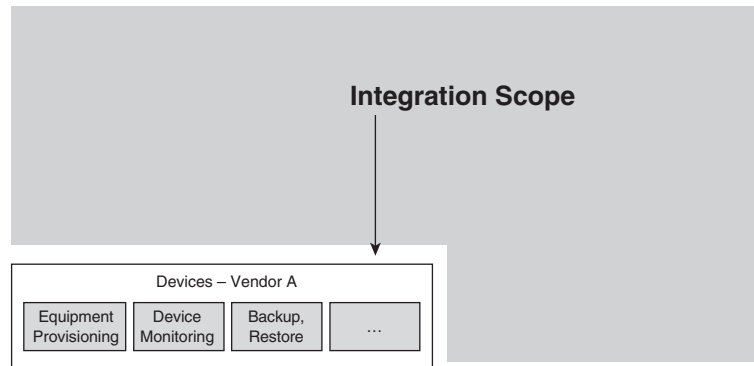 Integration Scope
Devices – Vendor A
Equipment
Provisioning
Device
Monitoring
Backup,
Restore
...